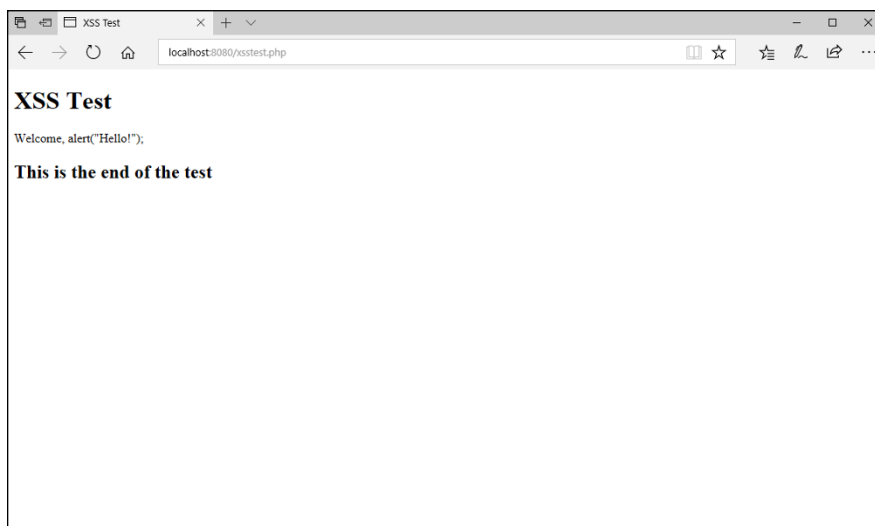 XSS Test
localhost:8080/xsstest.php
XSS Test
Welcome, alert("Hello!");
This is the end of the test